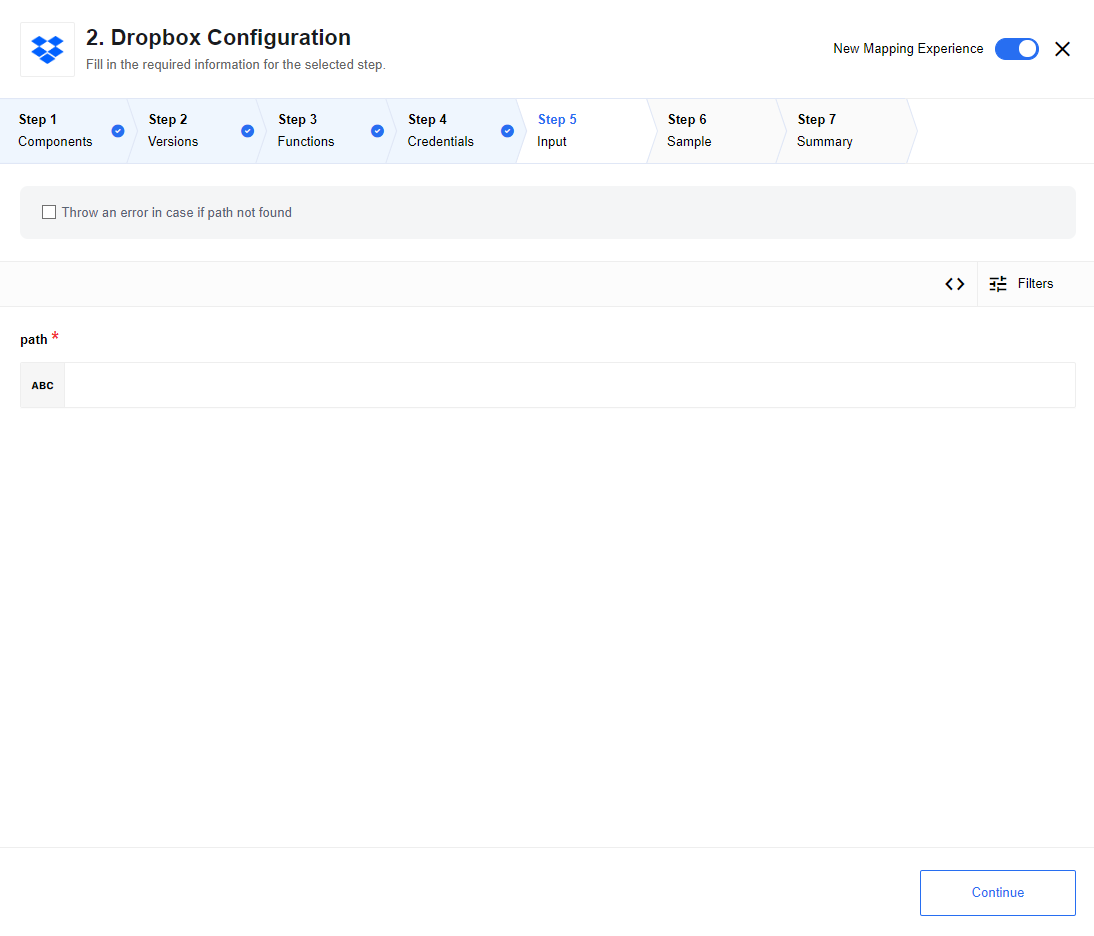 2. Dropbox Configuration
Fill in the required information for the selected step.
New Mapping Experience
Step 1
Components
Step 2
Versions
Step 3
Functions
Step 4
Credentials
Step 5
Input
Step 6
Sample
Step 7
Summary
Throw an error in case if path not found
Filters
path *
ABC
Continue